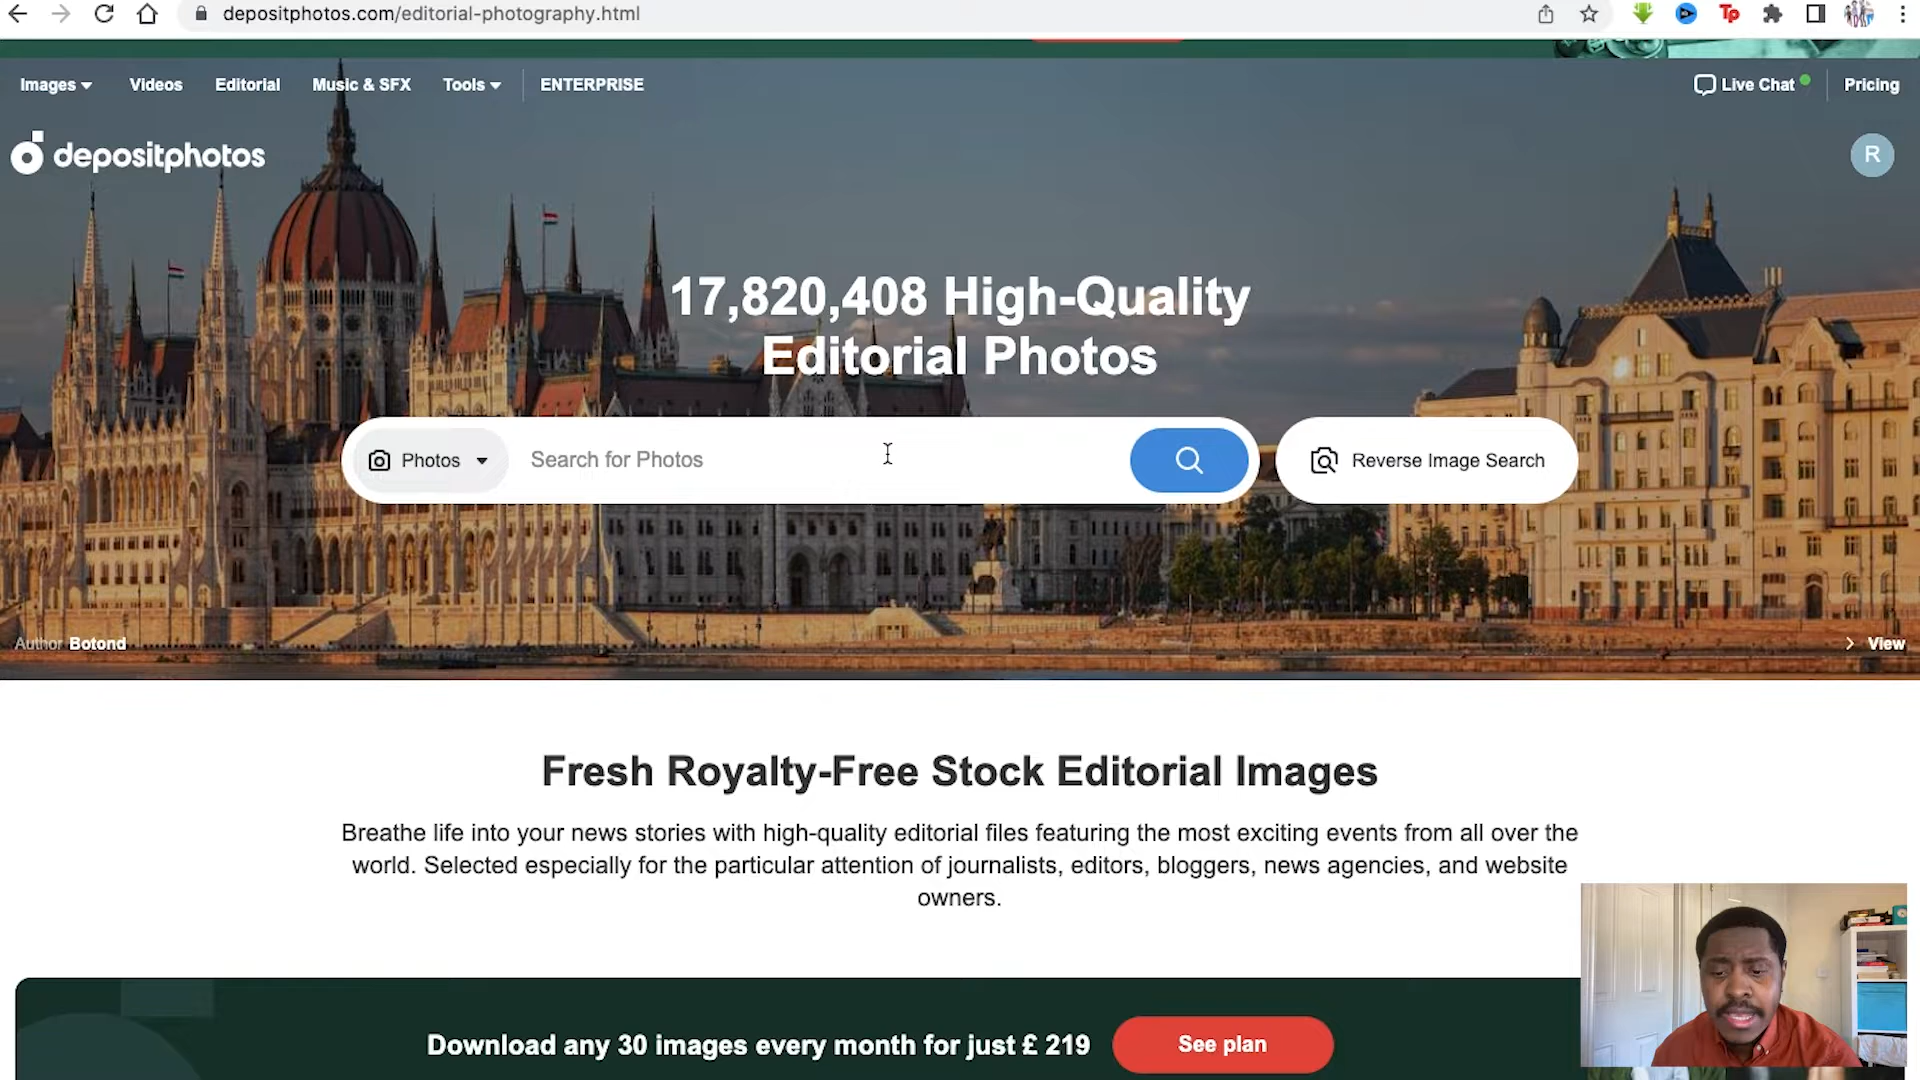 depositphotos.com/editorial-photography.html
Tp
Images Videos Editorial Music & SFX Tools ENTERPRISE
Live Chat Pricing
depositphotos
R
17,820,408 High-Quality
Editorial Photos
Photos Search for Photos Reverse Image Search
Author Botond
View
Fresh Royalty-Free Stock Editorial Images
Breathe life into your news stories with high-quality editorial files featuring the most exciting events from all over the
world. Selected especially for the particular attention of journalists, editors, bloggers, news agencies, and website
owners.
Download any 30 images every month for just £ 219 See plan